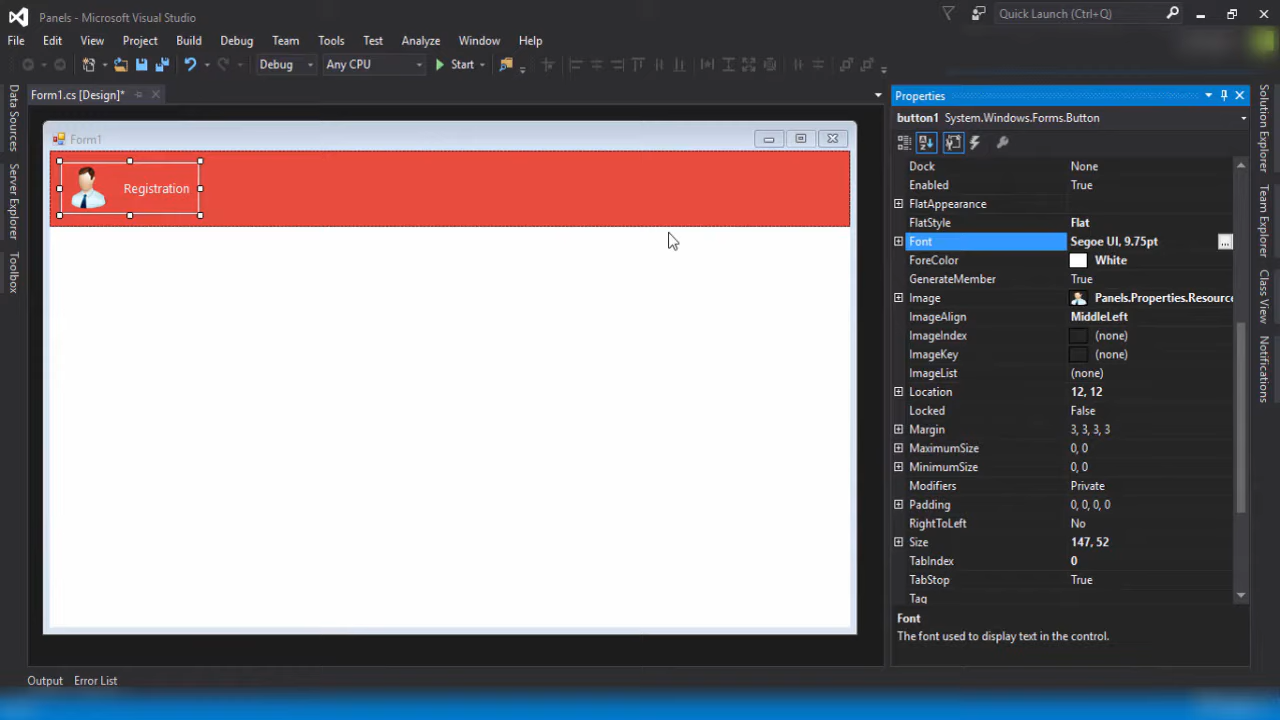 Panels - Microsoft Visual Studio
Quick Launch (Ctrl+Q)
File Edit View Project Build Debug Team Tools Test Analyze Window Help
Debug Any CPU Start
Form1.cs [Design]*
Data Sources
Server Explorer
Toolbox
Form1
Registration
Properties
button1 System.Windows.Forms.Button
Dock None
Enabled True
FlatAppearance
FlatStyle Flat
Font Segoe UI, 9.75pt ...
ForeColor White
GenerateMember True
Image Panels.Properties.Resource
ImageAlign MiddleLeft
ImageIndex (none)
ImageKey (none)
ImageList (none)
Location 12, 12
Locked False
Margin 3, 3, 3, 3
MaximumSize 0, 0
MinimumSize 0, 0
Modifiers Private
Padding 0, 0, 0, 0
RightToLeft No
Size 147, 52
TabIndex 0
TabStop True
Tag
Font
The font used to display text in the control.
Solution Explorer
Team Explorer
Class View
Notifications
Output Error List